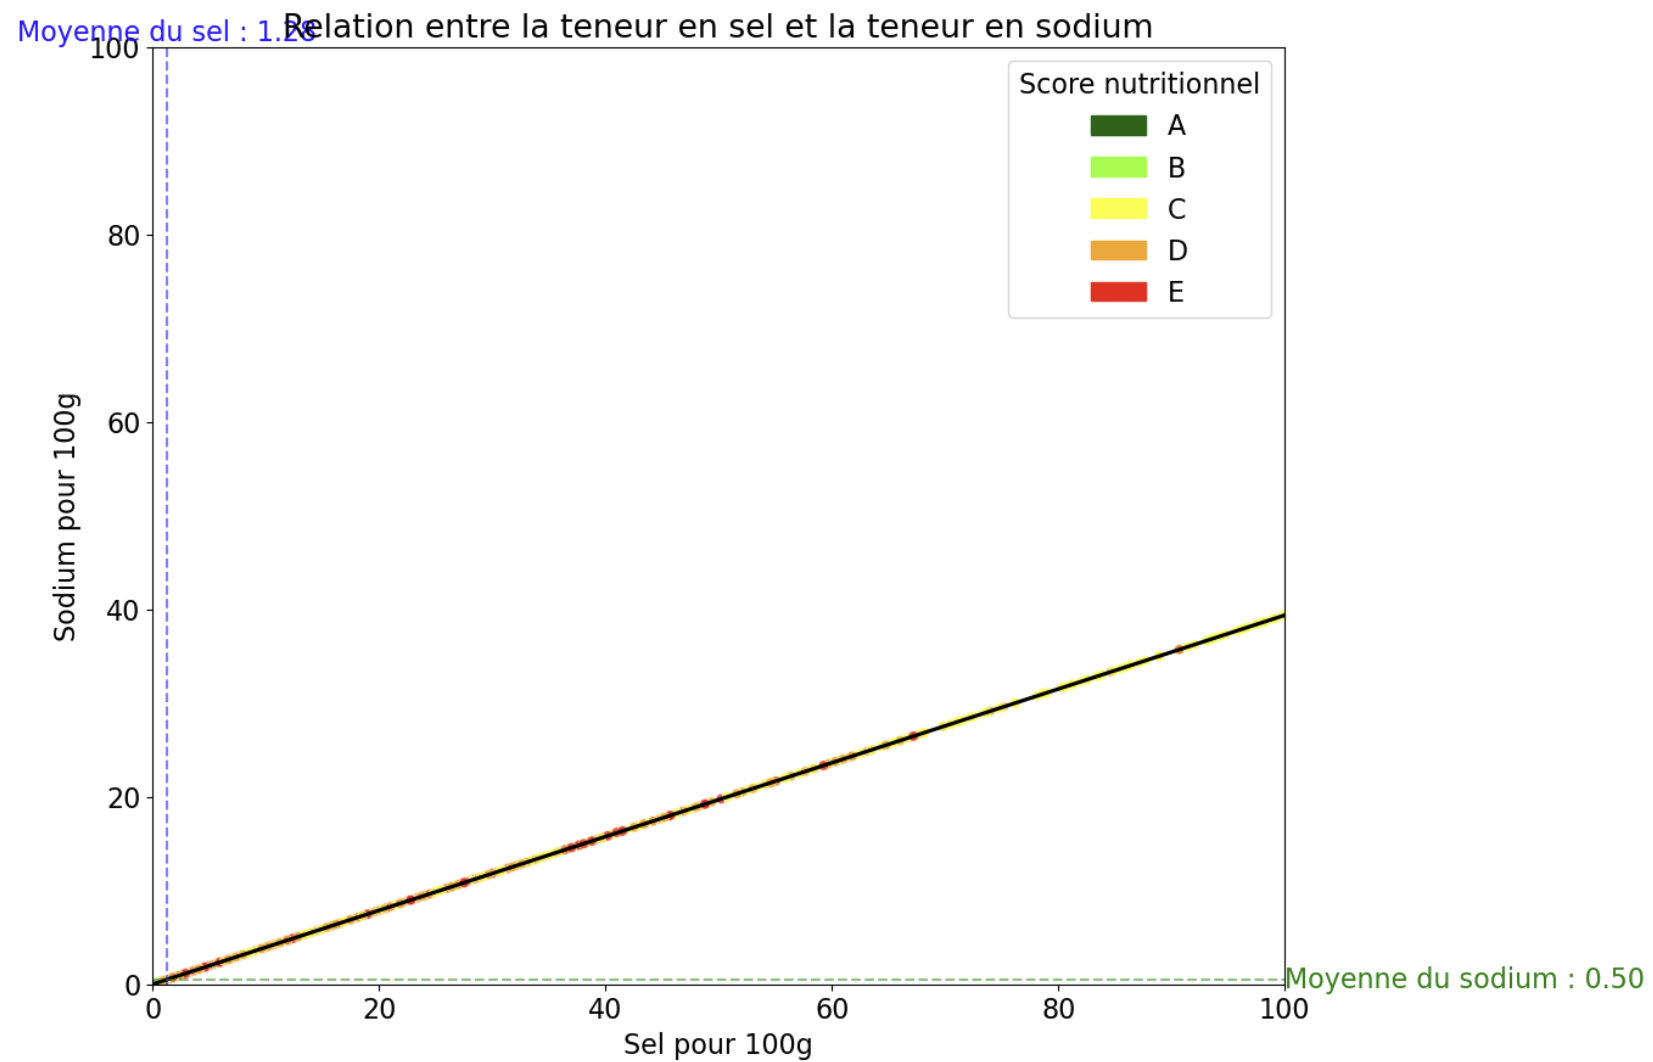 Moyenne du sel : 1.28
Relation entre la teneur en sel et la teneur en sodium
Score nutritionnel
A
B
C
D
E
100
80
60
40
20
0
Sodium pour 100g
Moyenne du sodium : 0.50
0 20 40 60 80 100
Sel pour 100g